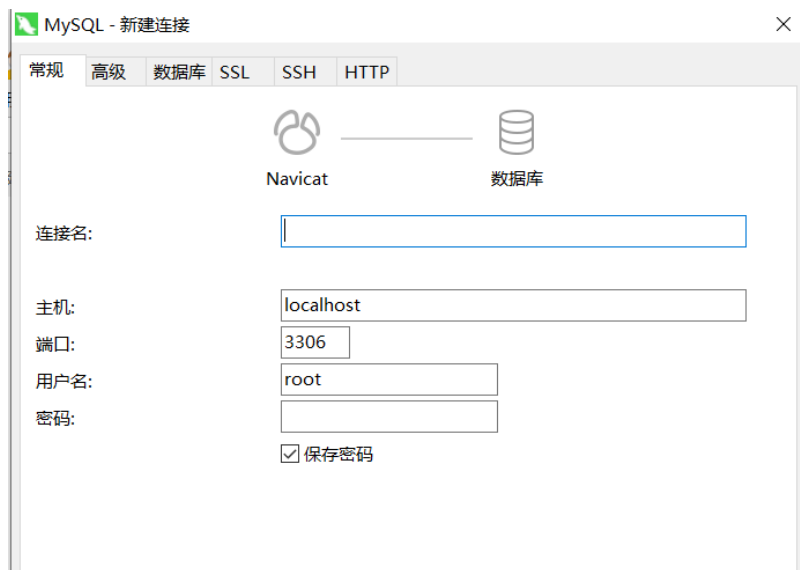 MySQL - 新建连接
常规 高级 数据库 SSL SSH HTTP
Navicat 数据库
连接名:
主机: localhost
端口: 3306
用户名: root
密码:
保存密码